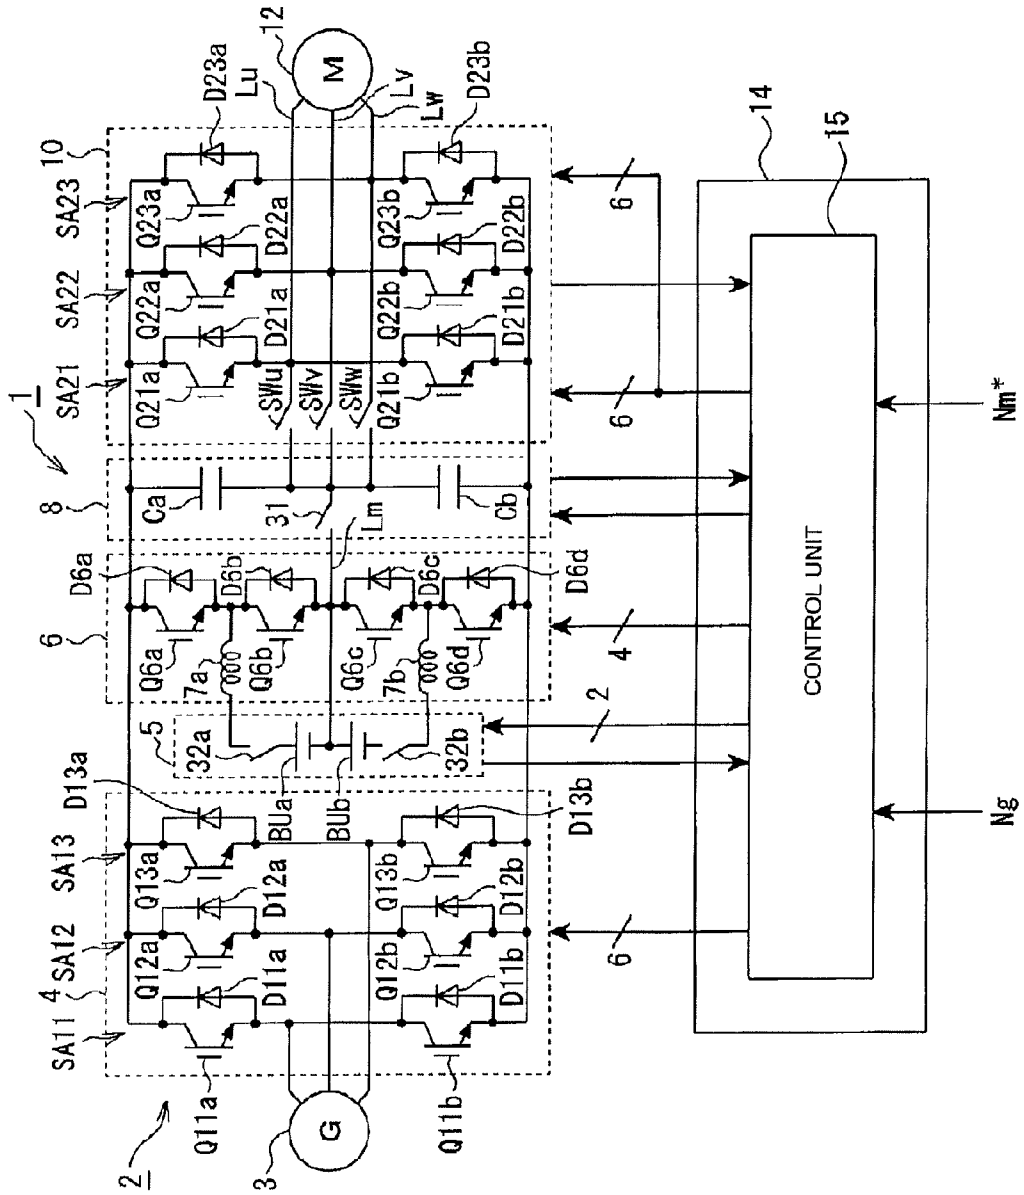 1
2
3
G
SA11
4
SA12
SA13
D13a
5
6
D6a
8
SA21
SA22
SA23
10
D23a
12
M
Lu
Lv
Lw
D23b
Q11a
Q12a
Q13a
D11a
D12a
Q11b
Q12b
Q13b
D11b
D12b
D13b
32a
32b
BUa
BUb
7a
7b
Q6a
Q6b
Q6c
Q6d
D6b
D6c
D6d
Ca
Cb
31
Lm
SWu
SWv
SWw
Q21a
Q22a
Q23a
D21a
D22a
Q21b
Q22b
Q23b
D21b
D22b
6
2
4
6
6
14
15
CONTROL UNIT
Ng
Nm*